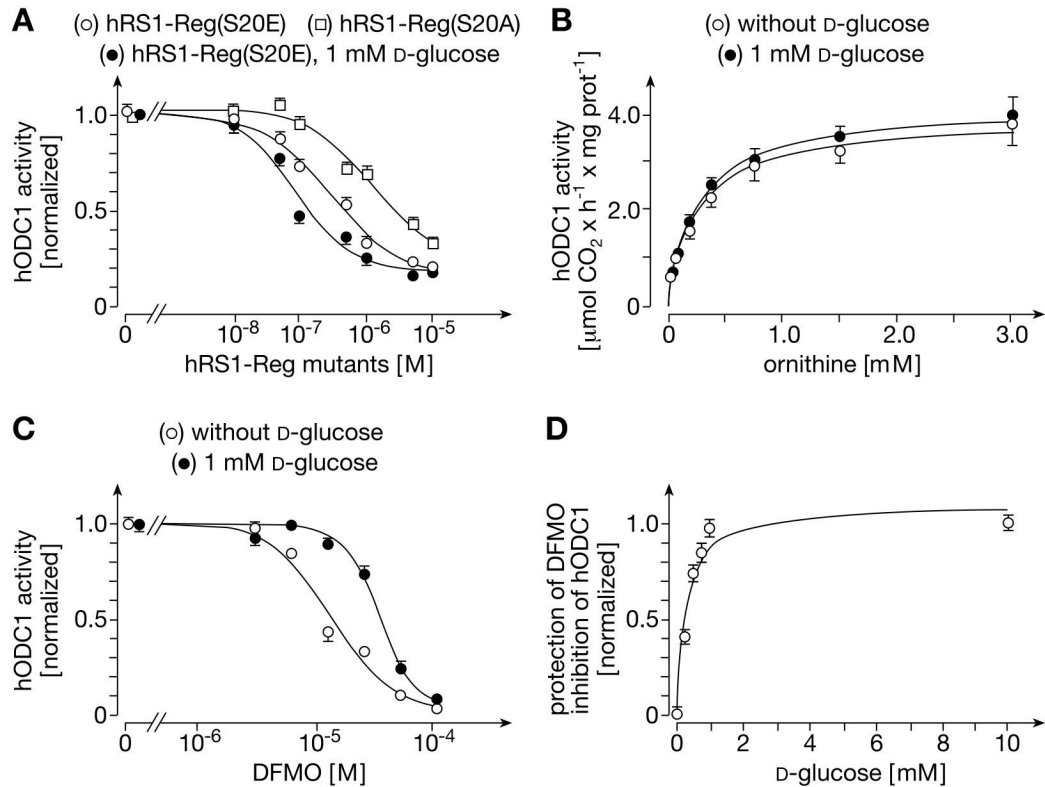 A
(○) hRS1-Reg(S20E) □ hRS1-Reg(S20A)
(●) hRS1-Reg(S20E), 1 mM D-glucose
hODC1 activity
[normalized]
1.0
0.5
0
0 10⁻⁸ 10⁻⁷ 10⁻⁶ 10⁻⁵
hRS1-Reg mutants [M]
B
(○) without D-glucose
(●) 1 mM D-glucose
hODC1 activity
[μmol CO₂ x h⁻¹ x mg prot⁻¹]
4.0
2.0
0
0 1.0 2.0 3.0
ornithine [mM]
C
(○) without D-glucose
(●) 1 mM D-glucose
hODC1 activity
[normalized]
1.0
0.5
0
0 10⁻⁶ 10⁻⁵ 10⁻⁴
DFMO [M]
D
protection of DFMO
inhibition of hODC1
[normalized]
1.0
0.5
0
0 2 4 6 8 10
D-glucose [mM]